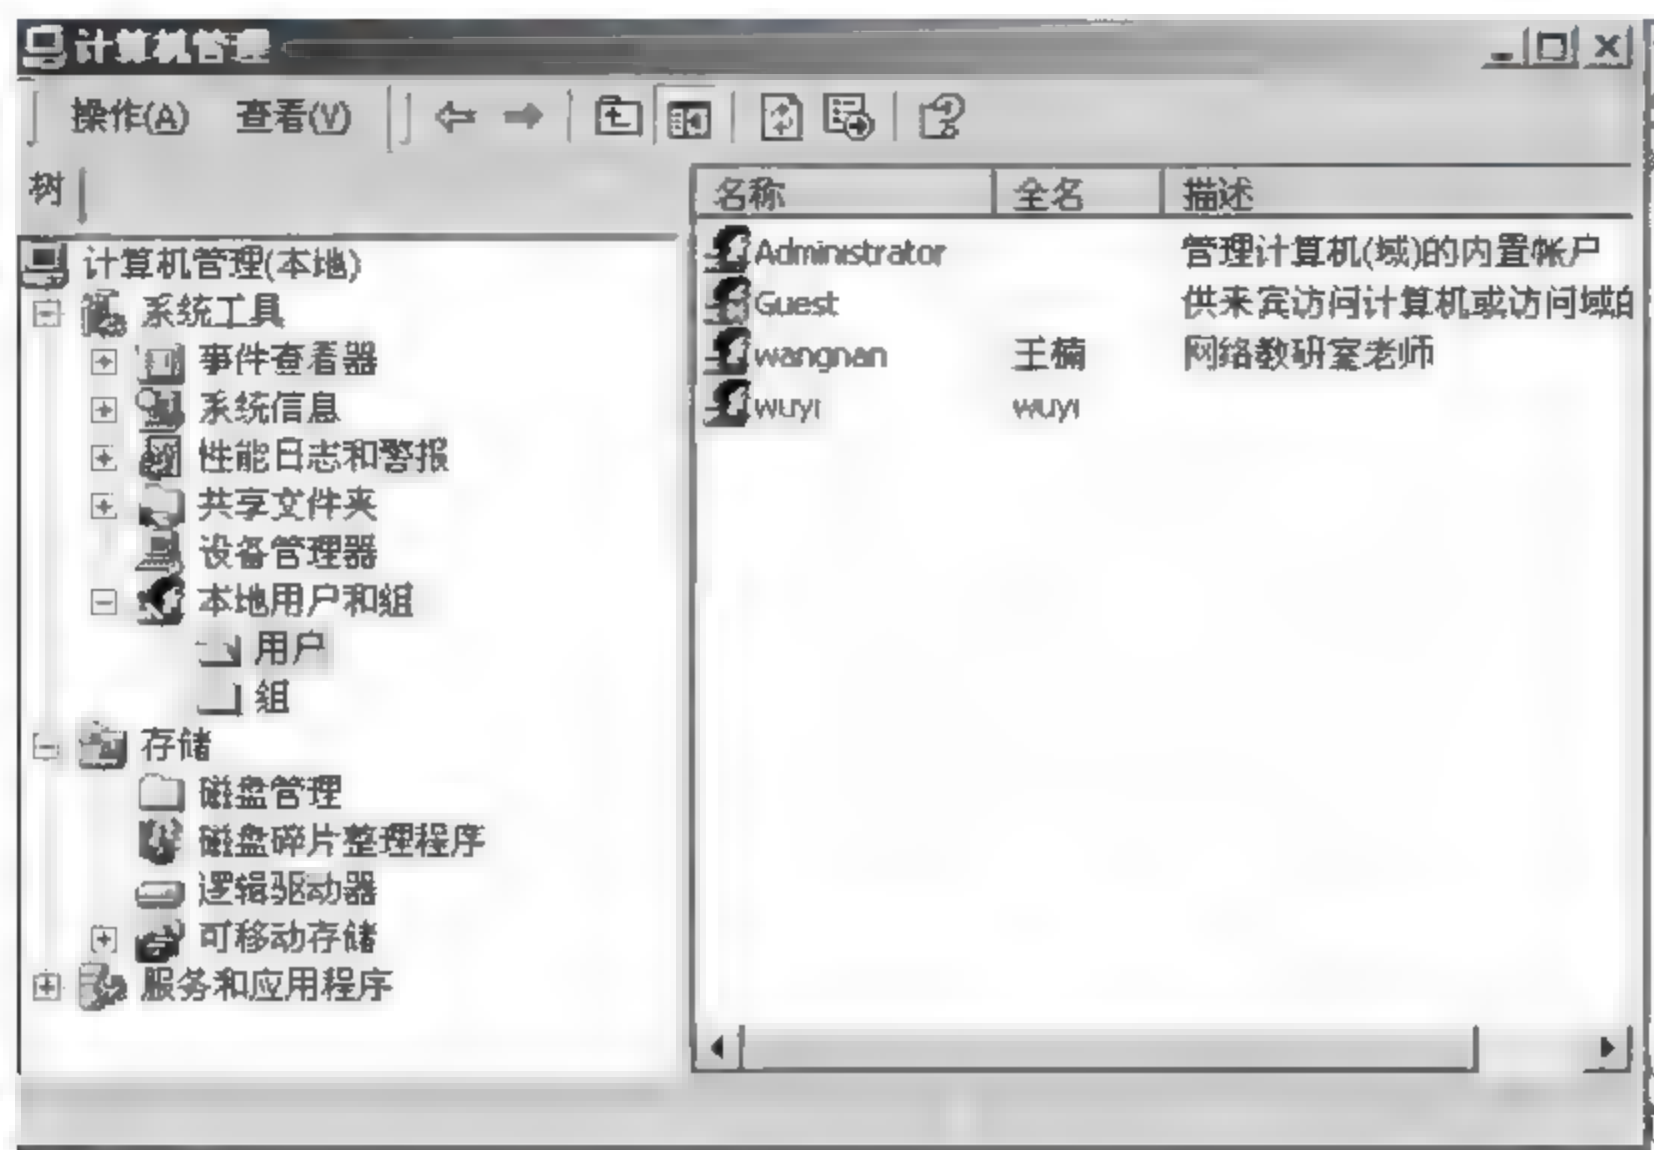 计算机管理
操作(A) 查看(V)
树
计算机管理(本地)
系统工具
事件查看器
系统信息
性能日志和警报
共享文件夹
设备管理器
本地用户和组
用户
组
存储
磁盘管理
磁盘碎片整理程序
逻辑驱动器
可移动存储
服务和应用程序
名称 全名 描述
Administrator 管理计算机(域)的内置帐户
Guest 供来宾访问计算机或访问域的
wangnan 王楠 网络教研室老师
wuyi wuyi